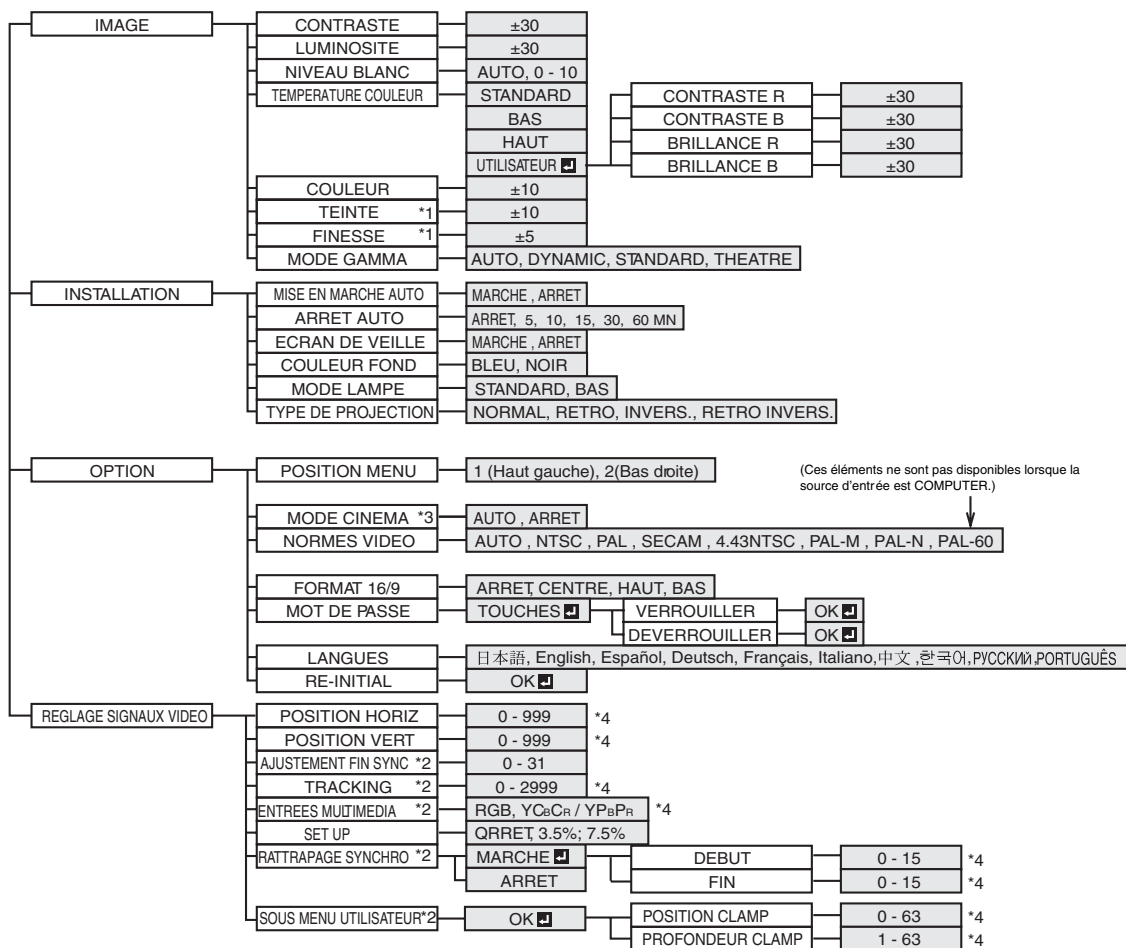 IMAGE CONTRASTE ±30
LUMINOSITE ±30
NIVEAU BLANC AUTO, 0 - 10
TEMPERATURE COULEUR STANDARD CONTRASTE R ±30
BAS CONTRASTE B ±30
HAUT BRILLANCE R ±30
UTILISATEUR BRILLANCE B ±30
COULEUR ±10
TEINTE *1 ±10
FINESSE *1 ±5
MODE GAMMA AUTO, DYNAMIC, STANDARD, THEATRE
INSTALLATION MISE EN MARCHE AUTO MARCHE , ARRET
ARRET AUTO ARRET, 5, 10, 15, 30, 60 MN
ECRAN DE VEILLE MARCHE , ARRET
COULEUR FOND BLEU, NOIR
MODE LAMPE STANDARD, BAS
TYPE DE PROJECTION NORMAL, RETRO, INVERS., RETRO INVERS.
OPTION POSITION MENU 1 (Haut gauche), 2(Bas droite)
(Ces éléments ne sont pas disponibles lorsque la
source d'entrée est COMPUTER.)
MODE CINEMA *3 AUTO , ARRET
NORMES VIDEO AUTO , NTSC , PAL , SECAM , 4.43NTSC , PAL-M , PAL-N , PAL-60
FORMAT 16/9 ARRET, CENTRE, HAUT, BAS
MOT DE PASSE TOUCHES VERROUILLER OK
DEVERROUILLER OK
LANGUES 日本語, English, Español, Deutsch, Français, Italiano,中文 ,한국어,РУССКИЙ,PORTUGUÊS
RE-INITIAL OK
REGLAGE SIGNAUX VIDEO POSITION HORIZ 0 - 999 *4
POSITION VERT 0 - 999 *4
AJUSTEMENT FIN SYNC *2 0 - 31
TRACKING *2 0 - 2999 *4
ENTREES MULTIMEDIA *2 RGB, YCBCR / YPBPR *4
SET UP QRRET, 3.5%; 7.5%
RATTRAPAGE SYNCHRO *2 MARCHE DEBUT 0 - 15 *4
ARRET FIN 0 - 15 *4
SOUS MENU UTILISATEUR*2 OK POSITION CLAMP 0 - 63 *4
PROFONDEUR CLAMP 1 - 63 *4